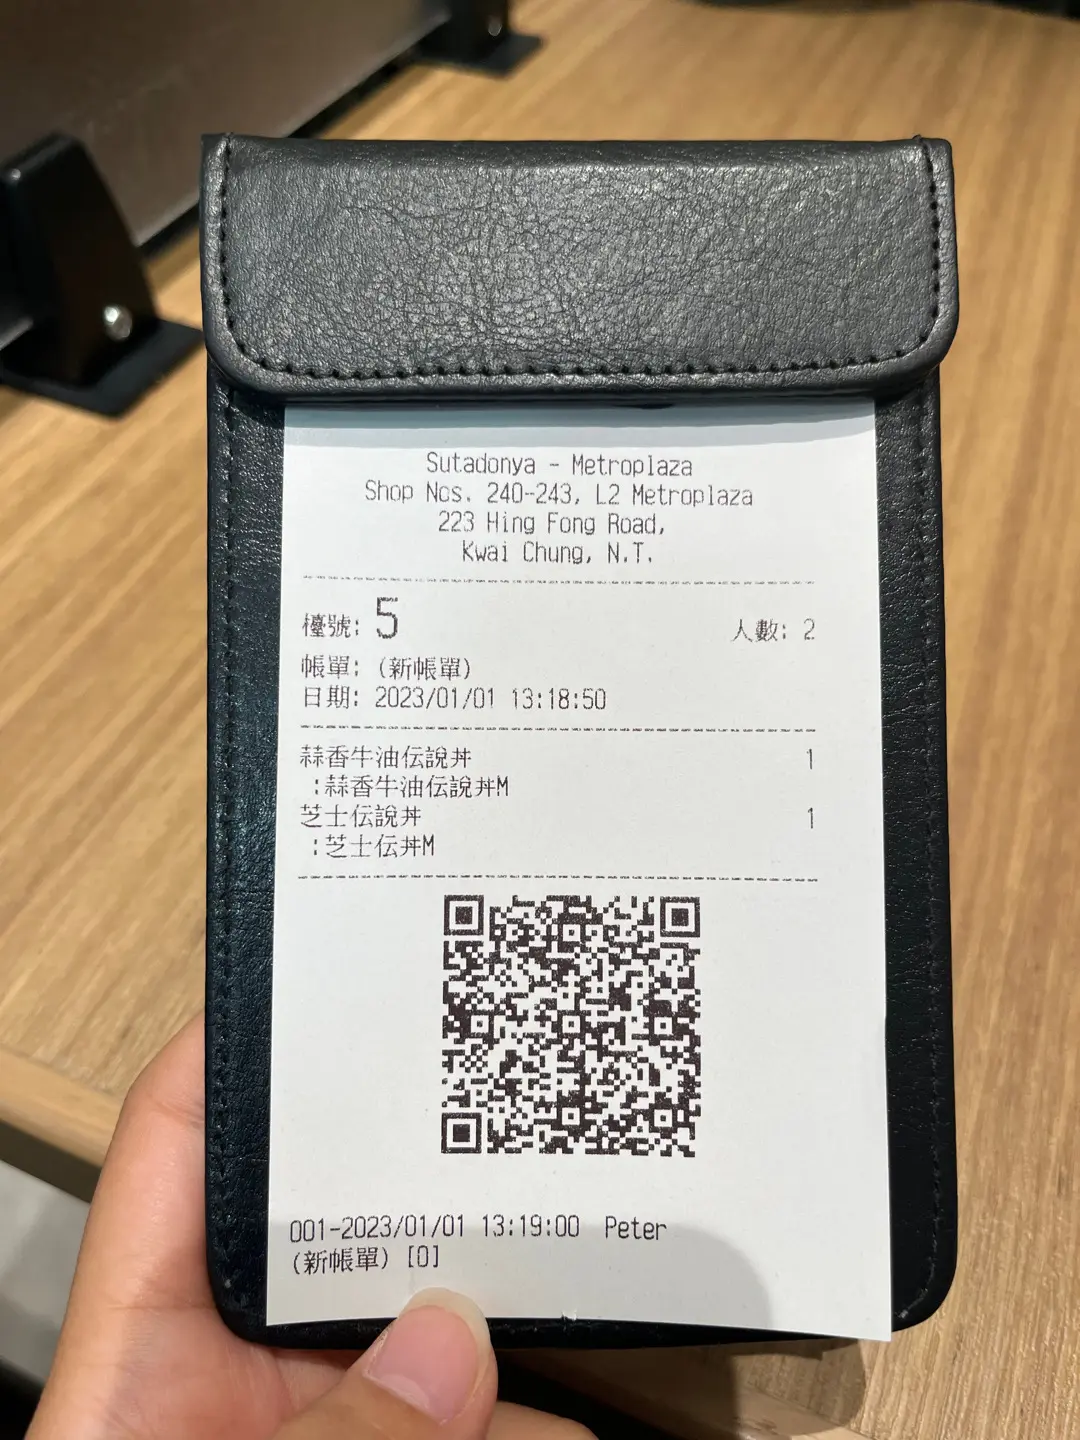 Sutadonya - Metroplaza
Shop Nos. 240-243, L2 Metroplaza
223 Hing Fong Road,
Kwai Chung, N.T.
檯號: 5 人數: 2
帳單: (新帳單)
日期: 2023/01/01 13:18:50
蒜香牛油伝說丼 1
:蒜香牛油伝說丼M
芝士伝說丼 1
:芝士伝丼M
001-2023/01/01 13:19:00 Peter
(新帳單) [0]